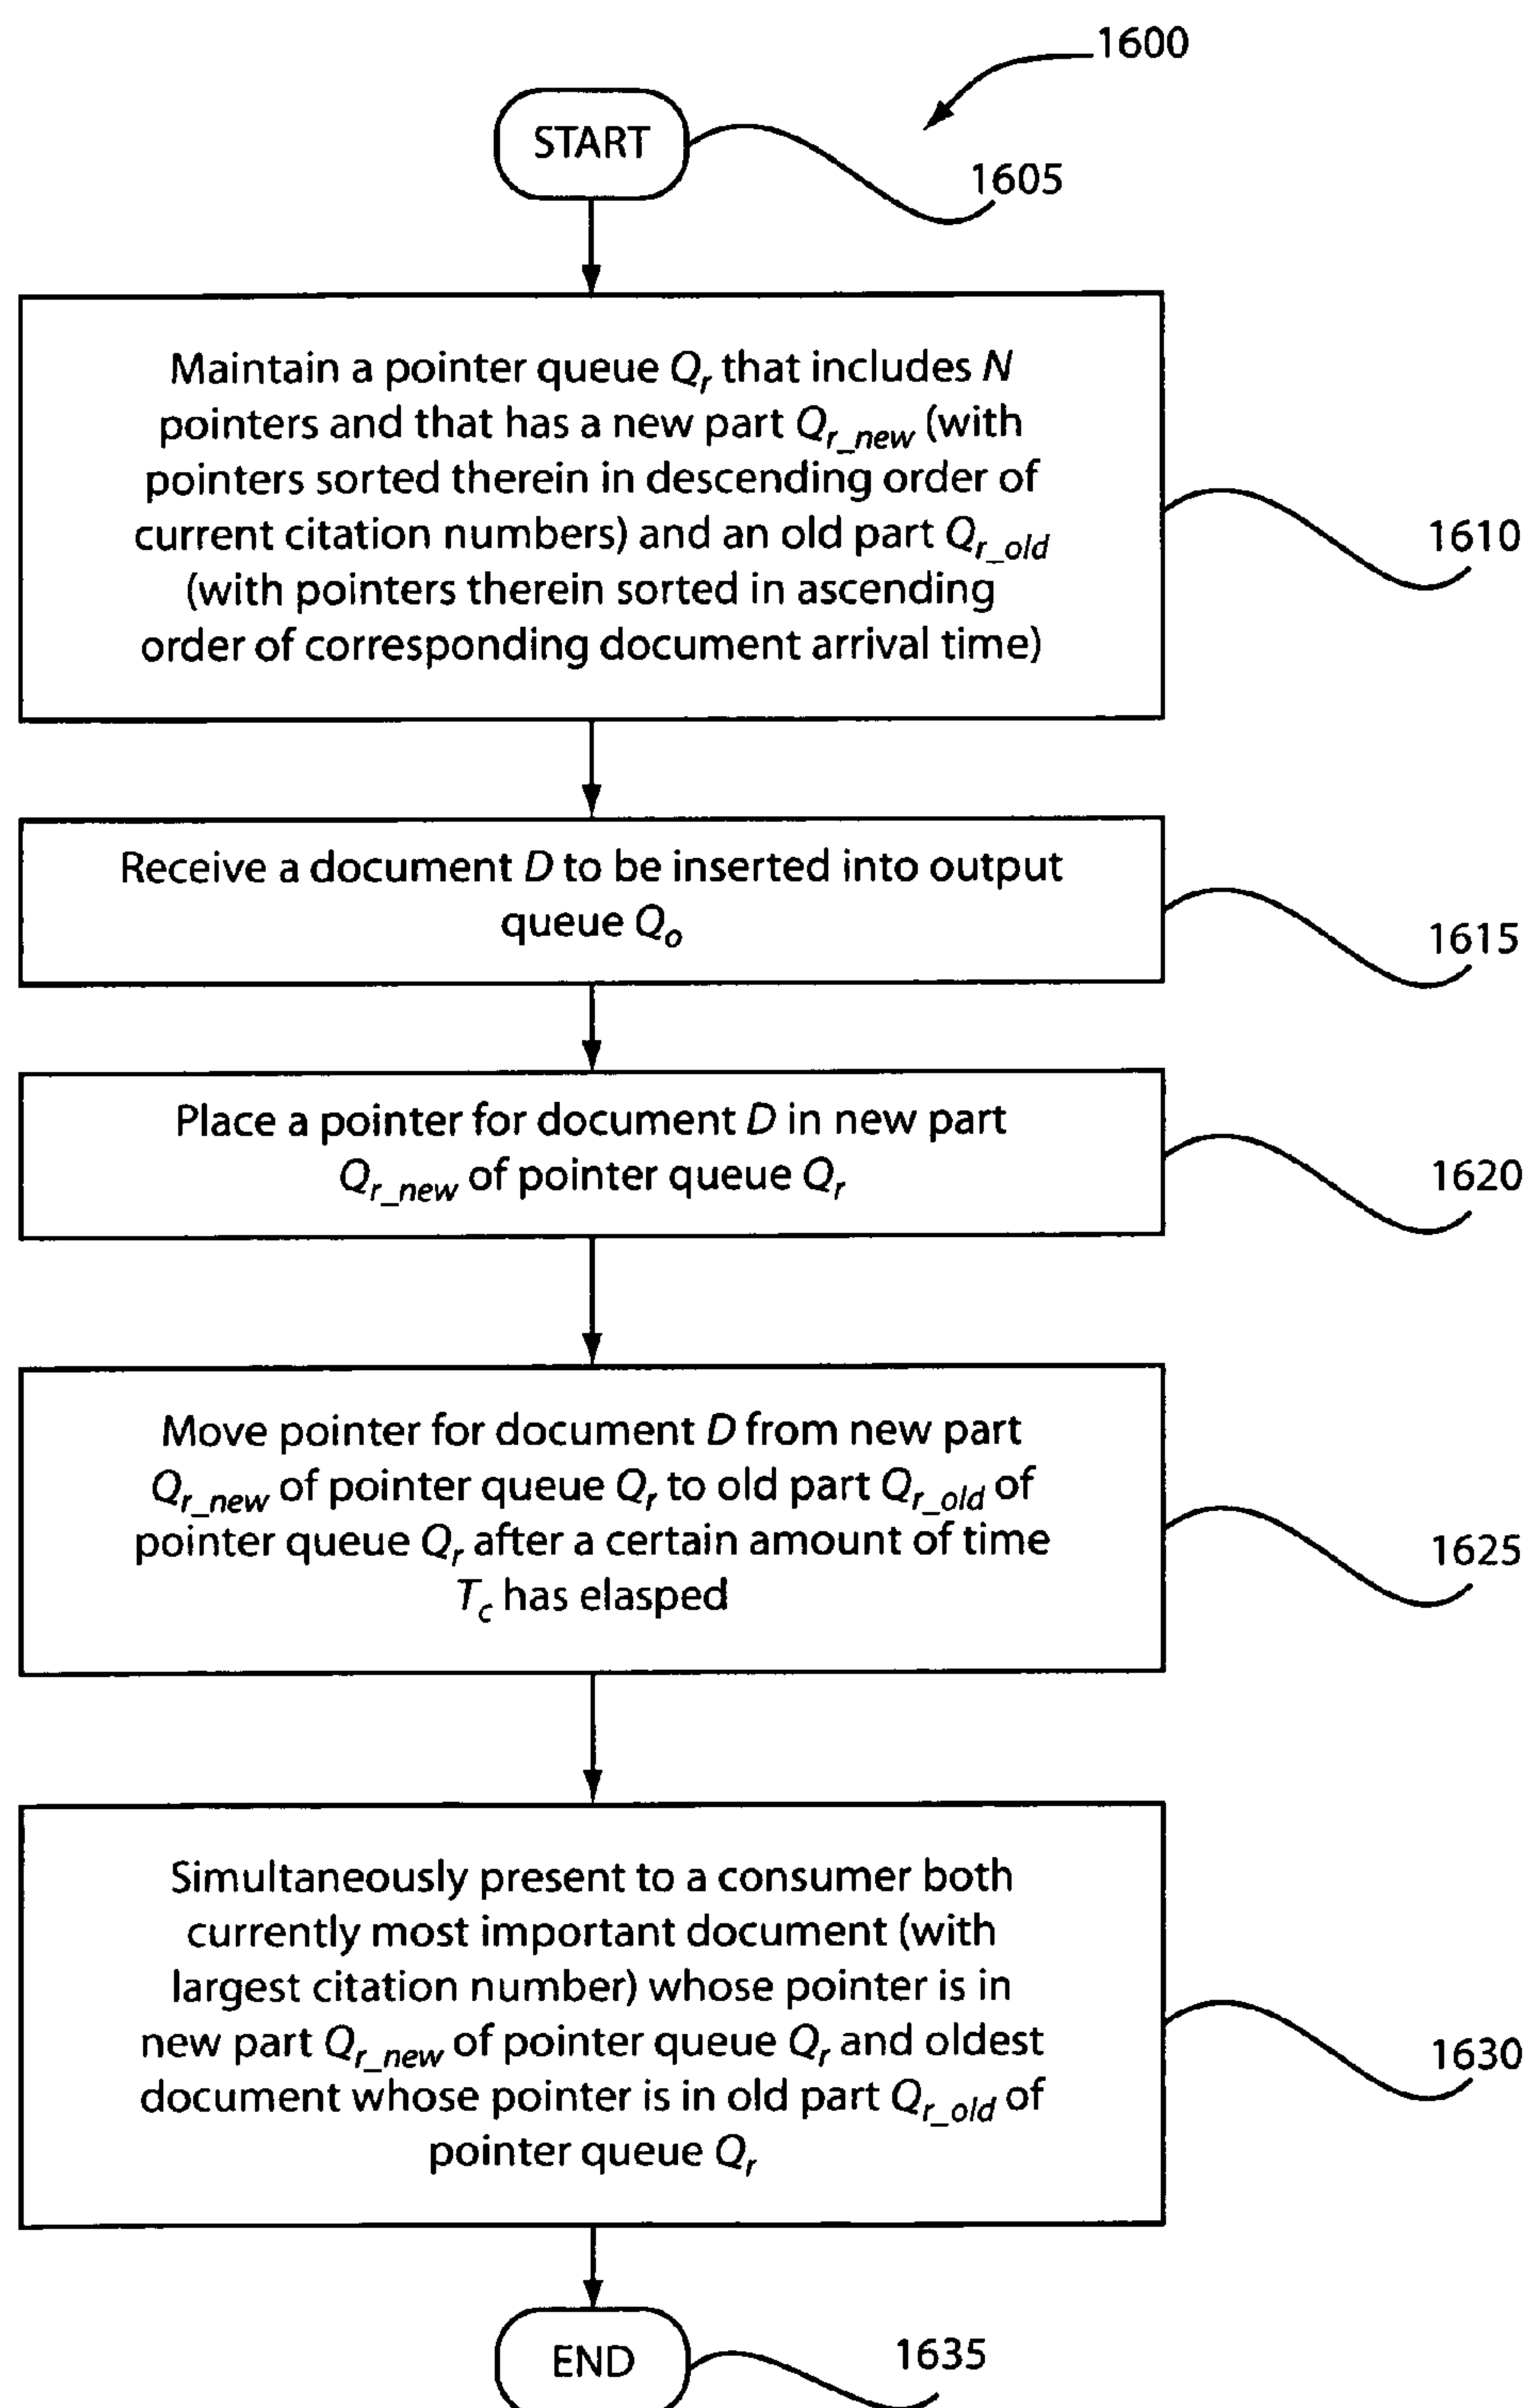 1600
START
1605
Maintain a pointer queue Qr that includes N
pointers and that has a new part Qr_new (with
pointers sorted therein in descending order of
current citation numbers) and an old part Qr_old
(with pointers therein sorted in ascending
order of corresponding document arrival time)
1610
Receive a document D to be inserted into output
queue Qo
1615
Place a pointer for document D in new part
Qr_new of pointer queue Qr
1620
Move pointer for document D from new part
Qr_new of pointer queue Qr to old part Qr_old of
pointer queue Qr after a certain amount of time
Tc has elasped
1625
Simultaneously present to a consumer both
currently most important document (with
largest citation number) whose pointer is in
new part Qr_new of pointer queue Qr and oldest
document whose pointer is in old part Qr_old of
pointer queue Qr
1630
END
1635